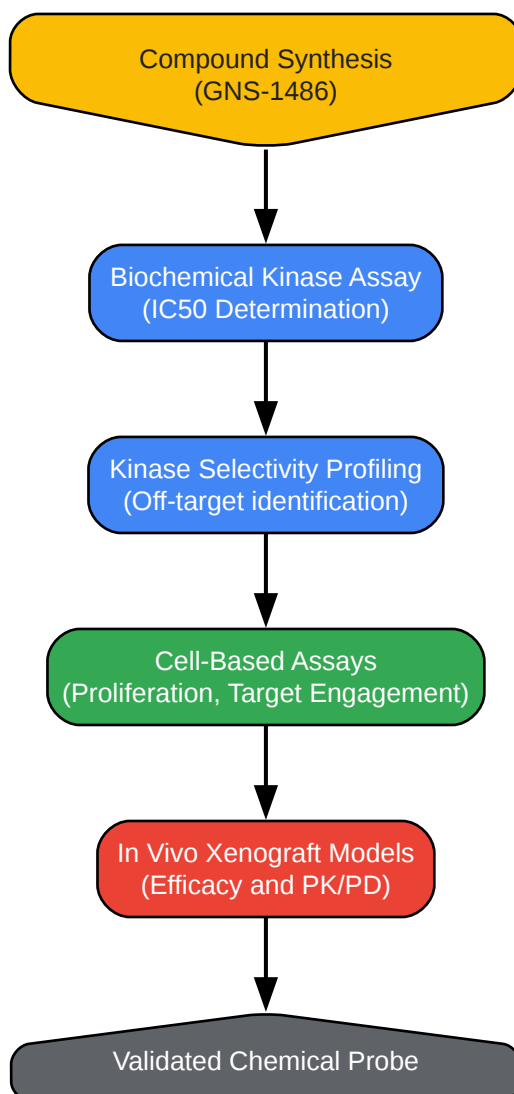 Compound Synthesis
(GNS-1486)
Biochemical Kinase Assay
(IC50 Determination)
Kinase Selectivity Profiling
(Off-target identification)
Cell-Based Assays
(Proliferation, Target Engagement)
In Vivo Xenograft Models
(Efficacy and PK/PD)
Validated Chemical Probe